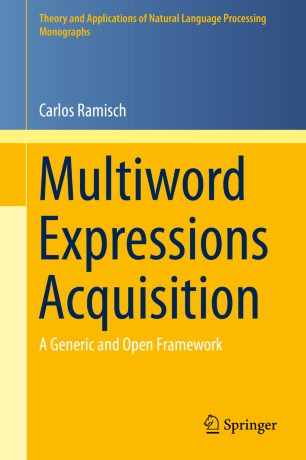 Theory and Applications of Natural Language Processing
Monographs
Carlos Ramisch
Multiword
Expressions
Acquisition
A Generic and Open Framework
Springer